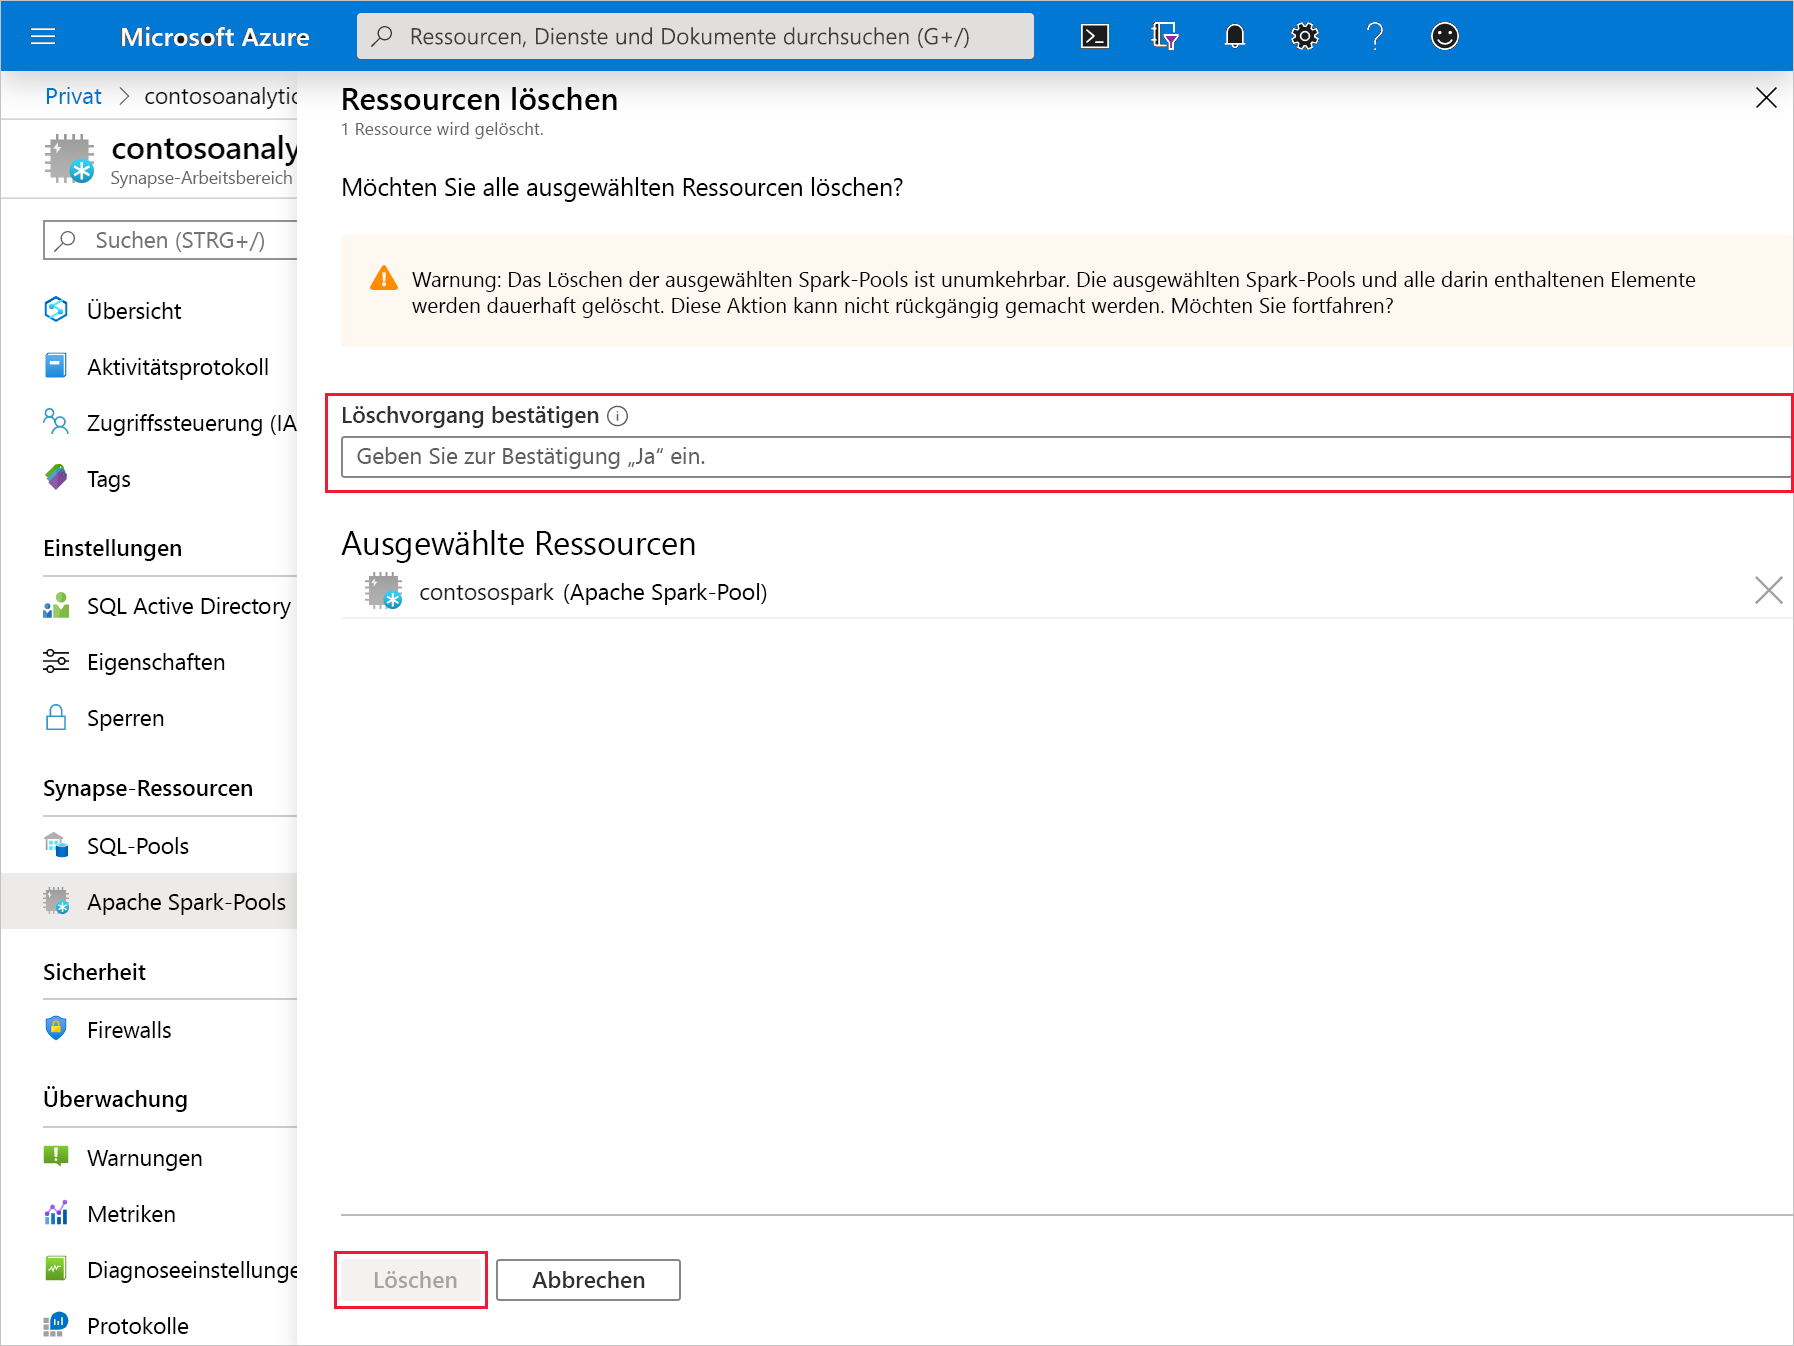 Microsoft Azure
Ressourcen, Dienste und Dokumente durchsuchen (G+/)
Privat > contosoanalytic
contosoanaly
Synapse-Arbeitsbereich
Suchen (STRG+/)
Übersicht
Aktivitätsprotokoll
Zugriffssteuerung (IA
Tags
Einstellungen
SQL Active Directory
Eigenschaften
Sperren
Synapse-Ressourcen
SQL-Pools
Apache Spark-Pools
Sicherheit
Firewalls
Überwachung
Warnungen
Metriken
Diagnoseeinstellunge
Protokolle
Ressourcen löschen
1 Ressource wird gelöscht.
Möchten Sie alle ausgewählten Ressourcen löschen?
Warnung: Das Löschen der ausgewählten Spark-Pools ist unumkehrbar. Die ausgewählten Spark-Pools und alle darin enthaltenen Elemente
werden dauerhaft gelöscht. Diese Aktion kann nicht rückgängig gemacht werden. Möchten Sie fortfahren?
Löschvorgang bestätigen
Geben Sie zur Bestätigung „Ja“ ein.
Ausgewählte Ressourcen
contosospark (Apache Spark-Pool)
Löschen
Abbrechen